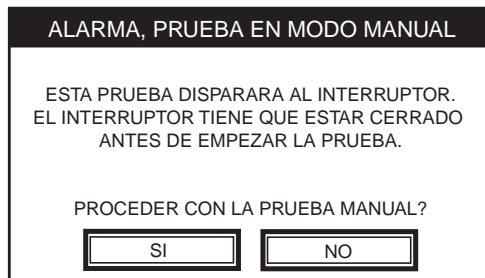 ALARMA, PRUEBA EN MODO MANUAL
ESTA PRUEBA DISPARARA AL INTERRUPTOR.
EL INTERRUPTOR TIENE QUE ESTAR CERRADO
ANTES DE EMPEZAR LA PRUEBA.
PROCEDER CON LA PRUEBA MANUAL?
SI
NO